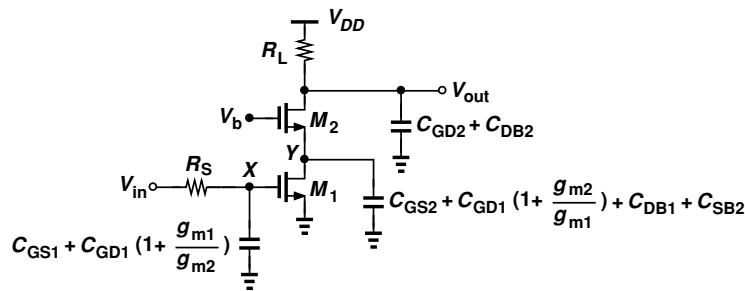 V_DD
R_L
V_out
V_b
M_2
C_GD2 + C_DB2
Y
R_S
X
V_in
M_1
C_GS2 + C_GD1 (1+ g_m2/g_m1) + C_DB1 + C_SB2
C_GS1 + C_GD1 (1+ g_m1/g_m2)